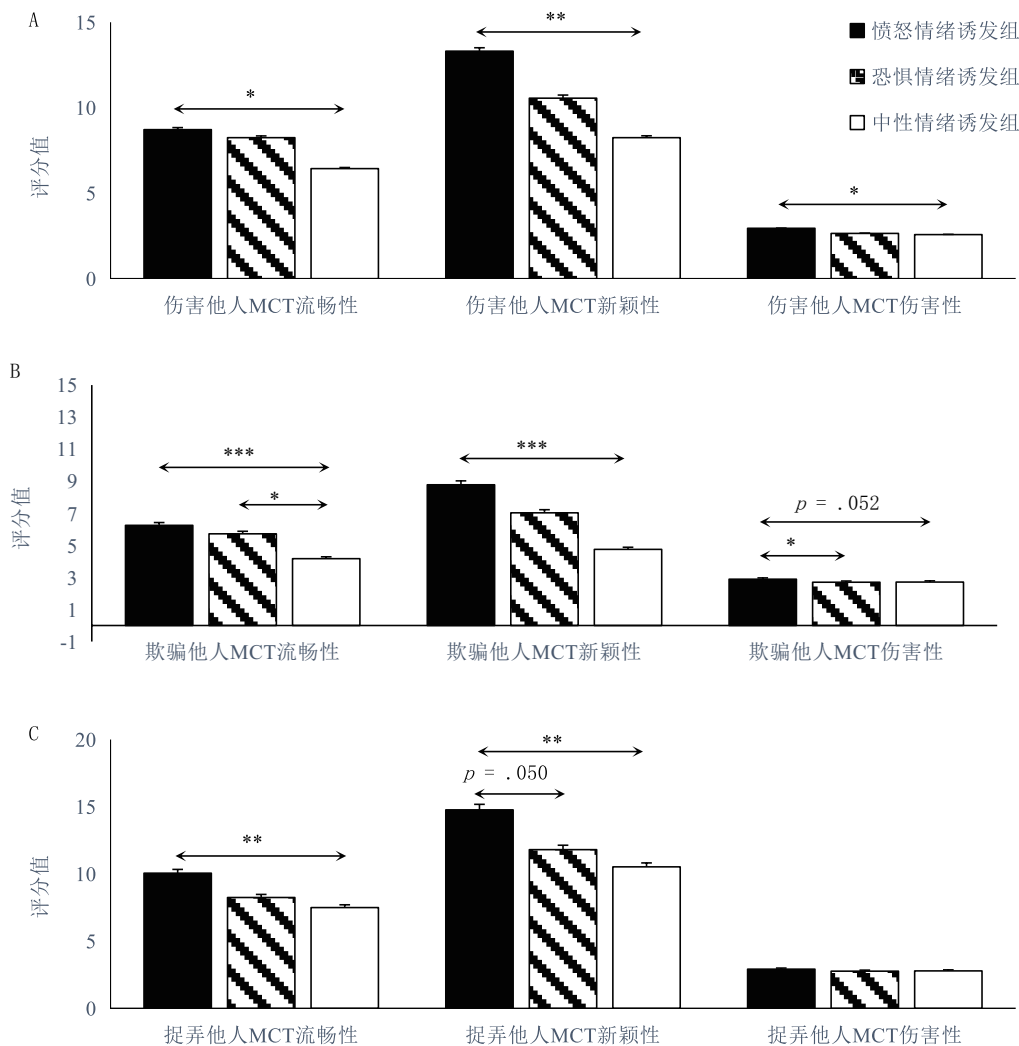 A
15
**
愤怒情绪诱发组
恐惧情绪诱发组
*
10
中性情绪诱发组
评分值
5
*
0
伤害他人MCT流畅性
伤害他人MCT新颖性
伤害他人MCT伤害性
B
15
13
11
***
***
9
*
p = .052
7
评分值
5
*
3
1
-1
欺骗他人MCT流畅性
欺骗他人MCT新颖性
欺骗他人MCT伤害性
C
20
**
p = .050
15
**
10
评分值
5
0
捉弄他人MCT流畅性
捉弄他人MCT新颖性
捉弄他人MCT伤害性